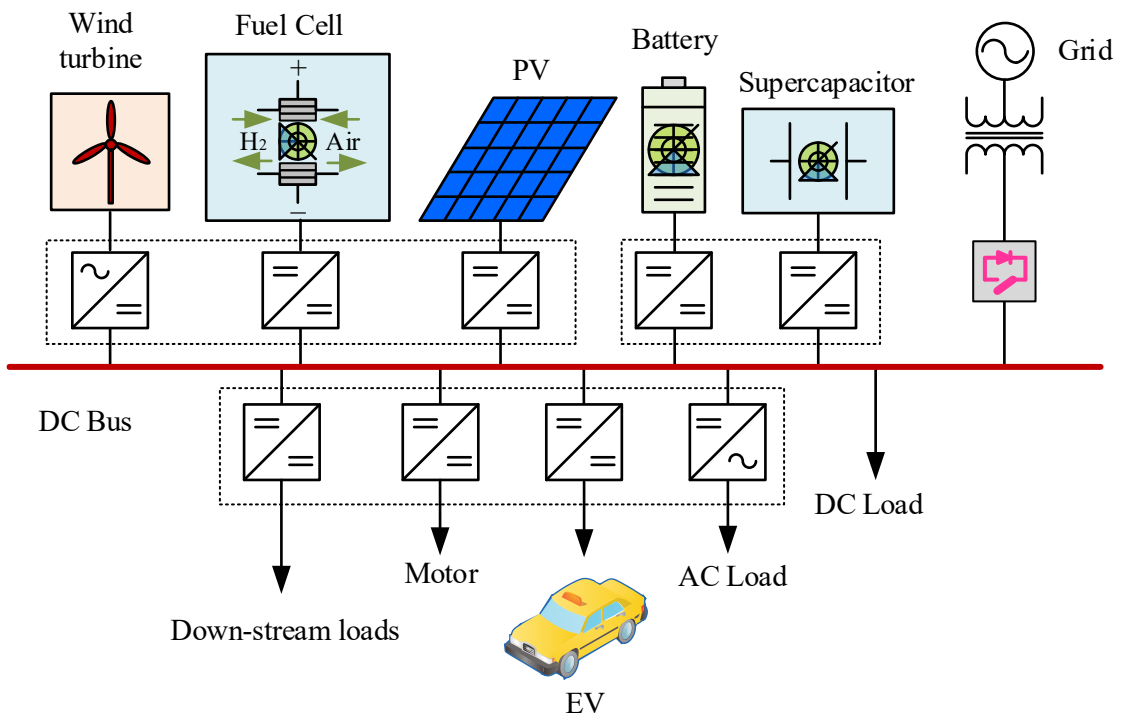 Wind
turbine
Fuel Cell
PV
Battery
Supercapacitor
Grid
+
H2
Air
−
DC Bus
DC Load
Motor
AC Load
Down-stream loads
EV